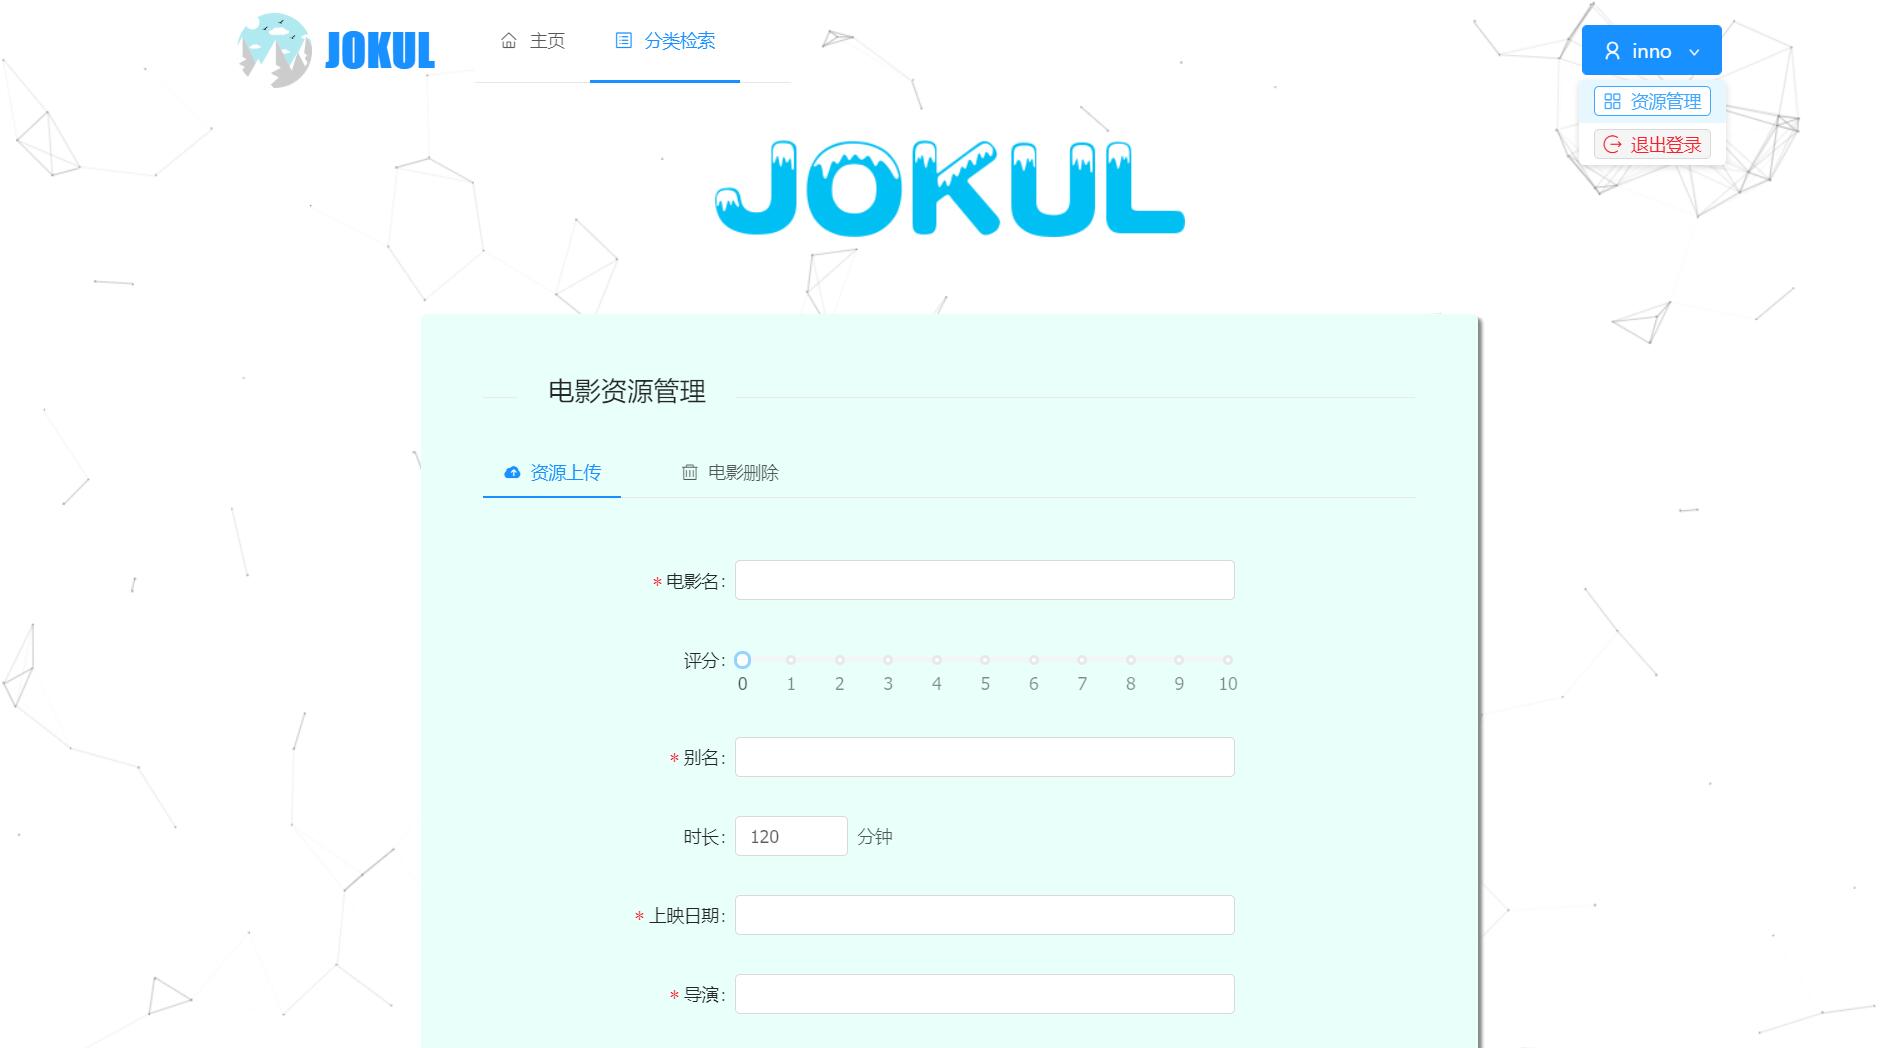 JOKUL
主页
分类检索
inno
资源管理
退出登录
JOKUL
电影资源管理
资源上传
电影删除
* 电影名:
评分:
0 1 2 3 4 5 6 7 8 9 10
* 别名:
时长: 120 分钟
* 上映日期:
* 导演: